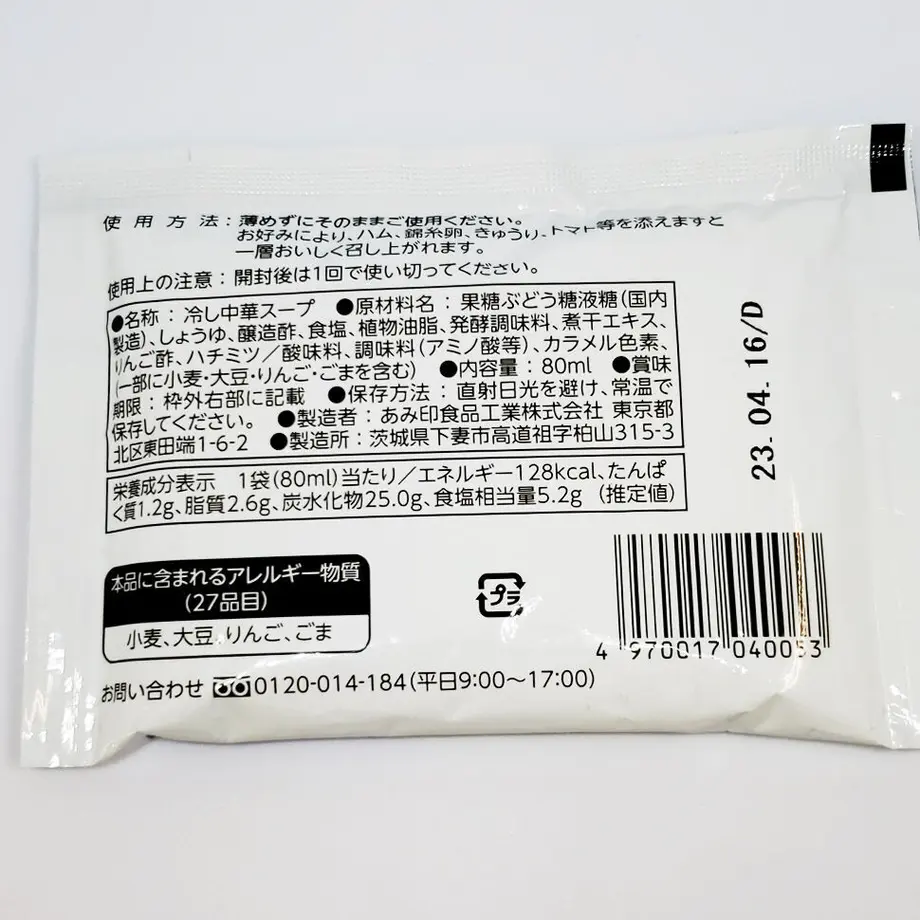 使用方法：薄めずにそのままご使用ください。
お好みにより、ハム、錦糸卵、きゅうり、トマト等を添えますと
一層おいしく召し上がれます。
使用上の注意：開封後は1回で使い切ってください。
●名称：冷し中華スープ ●原材料名：果糖ぶどう糖液糖(国内
製造)、しょうゆ、醸造酢、食塩、植物油脂、発酵調味料、煮干エキス、
りんご酢、ハチミツ／酸味料、調味料(アミノ酸等)、カラメル色素、
(一部に小麦・大豆・りんご・ごまを含む) ●内容量：80ml ●賞味
期限：枠外右部に記載 ●保存方法：直射日光を避け、常温で
保存してください。 ●製造者：あみ印食品工業株式会社 東京都
北区東田端1-6-2 ●製造所：茨城県下妻市高道祖字柏山315-3
栄養成分表示 1袋(80ml)当たり／エネルギー128kcal、たんぱ
く質1.2g、脂質2.6g、炭水化物25.0g、食塩相当量5.2g (推定値)
23.04.16/D
本品に含まれるアレルギー物質
(27品目)
小麦、大豆、りんご、ごま
プラ
4 970017 040053
お問い合わせ 0120-014-184(平日9:00〜17:00)